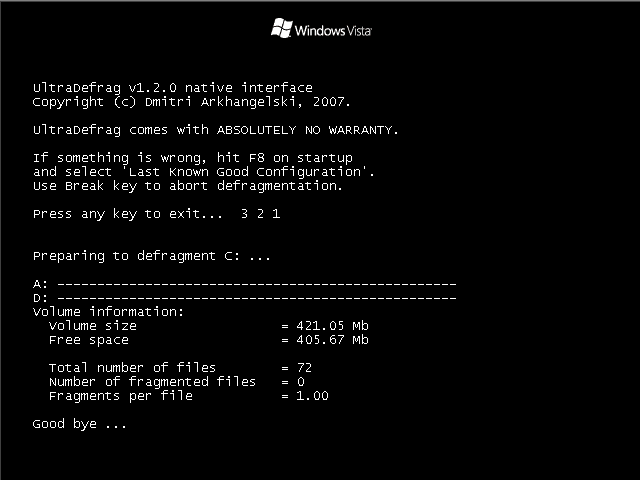 Windows Vista
UltraDefrag v1.2.0 native interface
Copyright (c) Dmitri Arkhangelski, 2007.
UltraDefrag comes with ABSOLUTELY NO WARRANTY.
If something is wrong, hit F8 on startup
and select 'Last Known Good Configuration'.
Use Break key to abort defragmentation.
Press any key to exit...  3 2 1
Preparing to defragment C: ...
A: --------------------------------------------------
D: --------------------------------------------------
Volume information:
  Volume size                  = 421.05 Mb
  Free space                   = 405.67 Mb
  Total number of files        = 72
  Number of fragmented files   = 0
  Fragments per file           = 1.00
Good bye ...